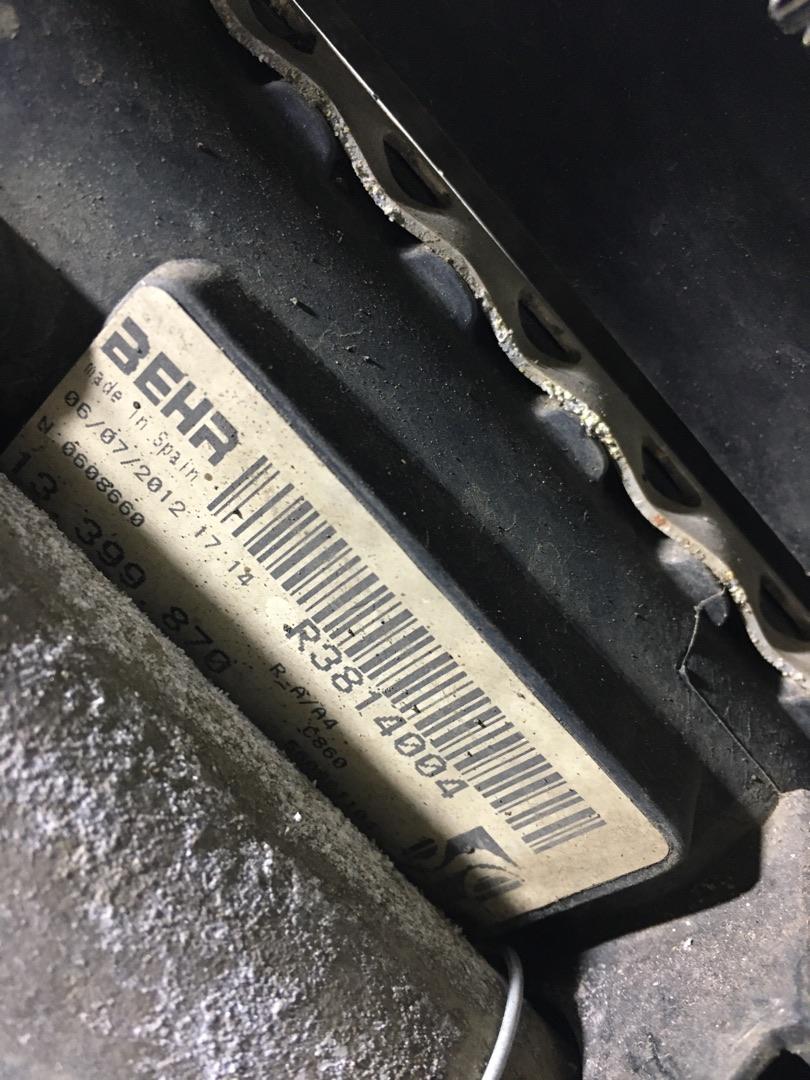 BEHR
made in Spain
06/07/2012 17 14
N 0608660
13 399 870
R3814004
R_A/A4
C860